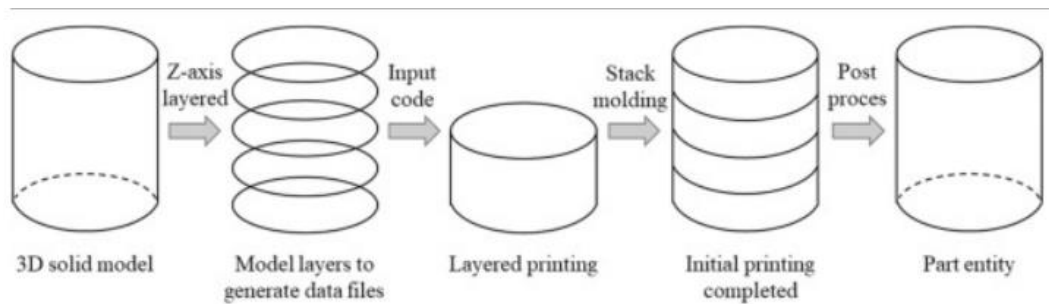 Z-axis
layered
Input
code
Stack
molding
Post
proces
3D solid model
Model layers to
generate data files
Layered printing
Initial printing
completed
Part entity